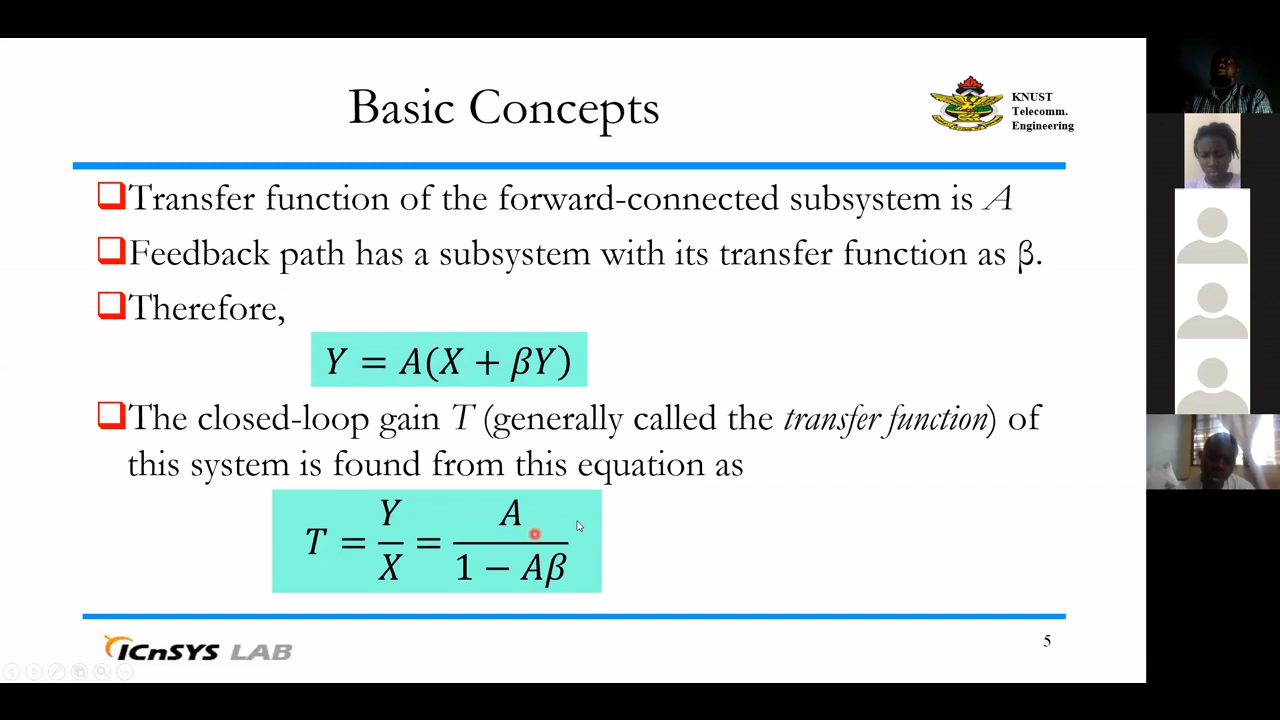 Basic Concepts
KNUST
Telecomm.
Engineering
Transfer function of the forward-connected subsystem is A
Feedback path has a subsystem with its transfer function as β.
Therefore,
Y = A(X + βY)
The closed-loop gain T (generally called the transfer function) of
this system is found from this equation as
T = Y/X = A/(1 − Aβ)
iCnSYS LAB
5